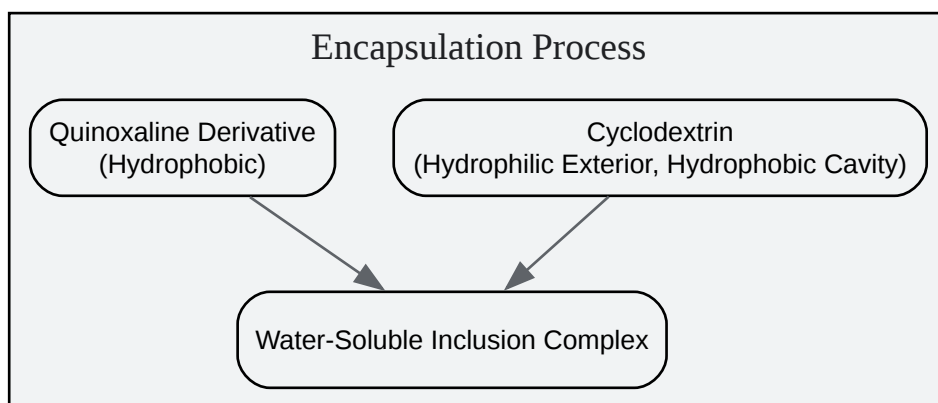 Encapsulation Process
Quinoxaline Derivative
(Hydrophobic)
Cyclodextrin
(Hydrophilic Exterior, Hydrophobic Cavity)
Water-Soluble Inclusion Complex